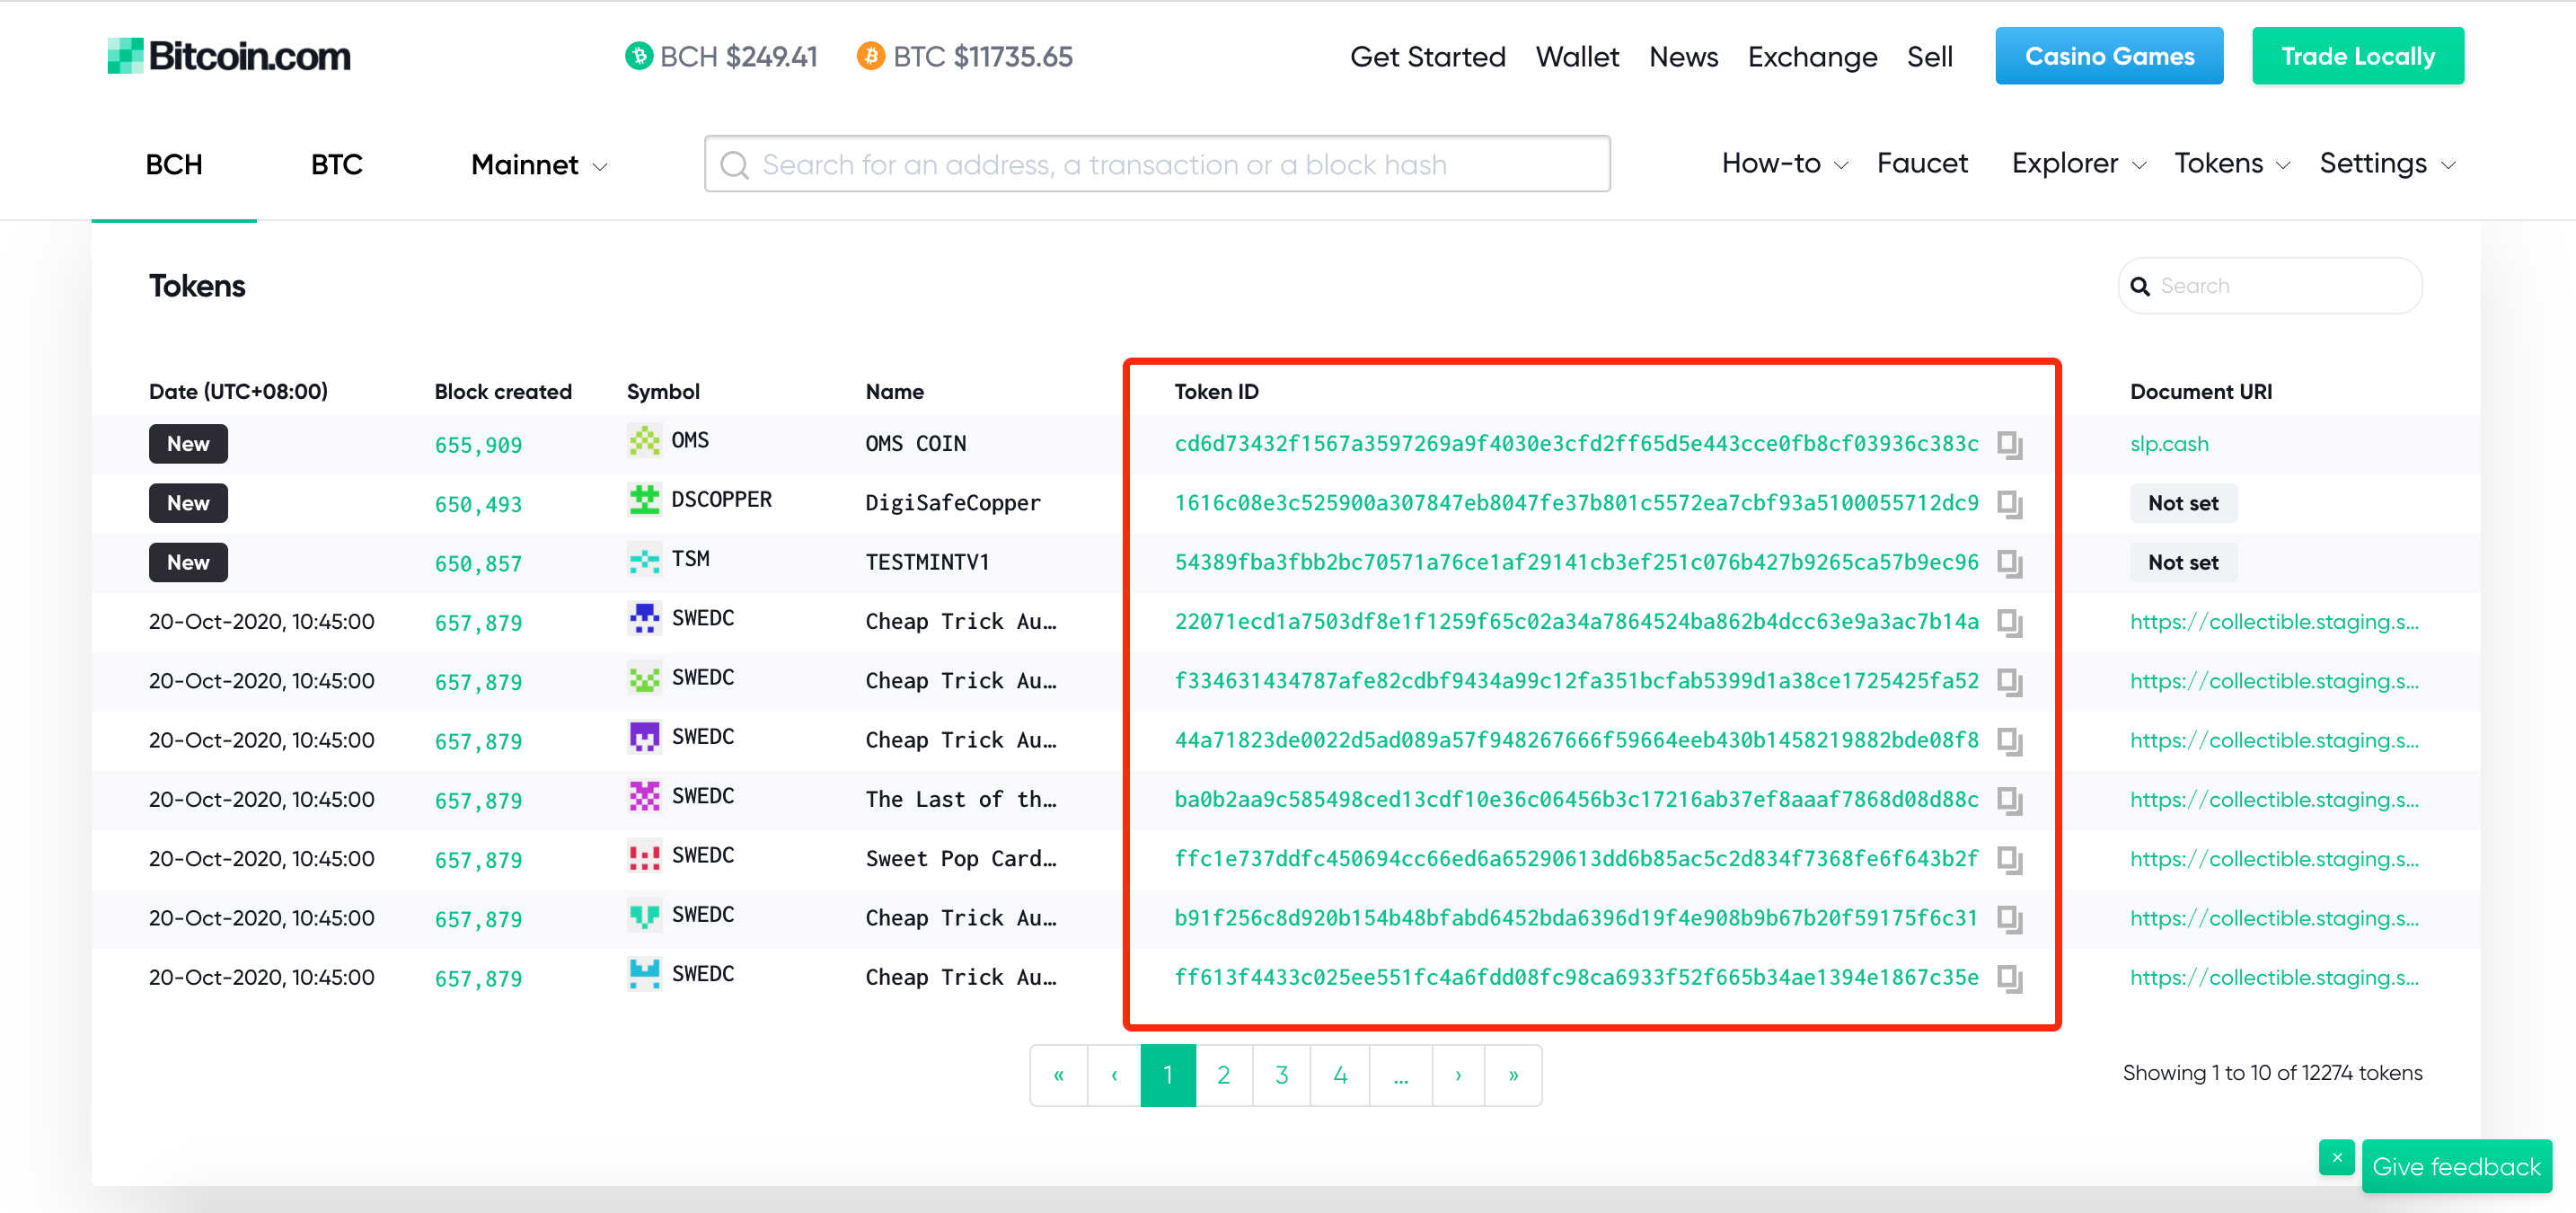 Bitcoin.com BCH $249.41 BTC $11735.65 Get Started Wallet News Exchange Sell Casino Games Trade Locally
BCH BTC Mainnet Search for an address, a transaction or a block hash How-to Faucet Explorer Tokens Settings
Tokens Search
Date (UTC+08:00) Block created Symbol Name Token ID Document URI
New 655,909 OMS OMS COIN cd6d73432f1567a3597269a9f4030e3cfd2ff65d5e443cce0fb8cf03936c383c slp.cash
New 650,493 DSCOPPER DigiSafeCopper 1616c08e3c525900a307847eb8047fe37b801c5572ea7cbf93a5100055712dc9 Not set
New 650,857 TSM TESTMINTV1 54389fba3fbb2bc70571a76ce1af29141cb3ef251c076b427b9265ca57b9ec96 Not set
20-Oct-2020, 10:45:00 657,879 SWEDC Cheap Trick Au... 22071ecd1a7503df8e1f1259f65c02a34a7864524ba862b4dcc63e9a3ac7b14a https://collectible.staging.s...
20-Oct-2020, 10:45:00 657,879 SWEDC Cheap Trick Au... f334631434787afe82cdbf9434a99c12fa351bcfab5399d1a38ce1725425fa52 https://collectible.staging.s...
20-Oct-2020, 10:45:00 657,879 SWEDC Cheap Trick Au... 44a71823de0022d5ad089a57f948267666f59664eeb430b1458219882bde08f8 https://collectible.staging.s...
20-Oct-2020, 10:45:00 657,879 SWEDC The Last of th... ba0b2aa9c585498ced13cdf10e36c06456b3c17216ab37ef8aaaf7868d08d88c https://collectible.staging.s...
20-Oct-2020, 10:45:00 657,879 SWEDC Sweet Pop Card... ffc1e737ddfc450694cc66ed6a65290613dd6b85ac5c2d834f7368fe6f643b2f https://collectible.staging.s...
20-Oct-2020, 10:45:00 657,879 SWEDC Cheap Trick Au... b91f256c8d920b154b48bfabd6452bda6396d19f4e908b9b67b20f59175f6c31 https://collectible.staging.s...
20-Oct-2020, 10:45:00 657,879 SWEDC Cheap Trick Au... ff613f4433c025ee551fc4a6fdd08fc98ca6933f52f665b34ae1394e1867c35e https://collectible.staging.s...
« ‹ 1 2 3 4 ... › » Showing 1 to 10 of 12274 tokens
× Give feedback